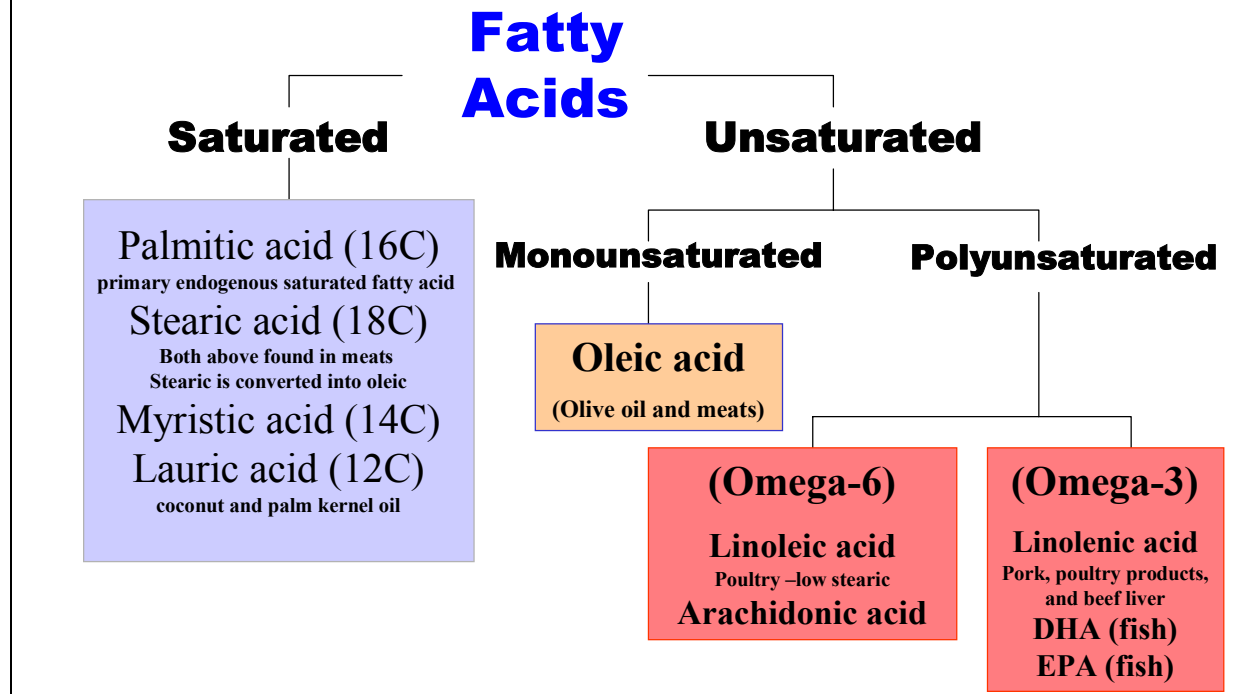 Fatty
Acids
Saturated
Unsaturated
Palmitic acid (16C)
primary endogenous saturated fatty acid
Stearic acid (18C)
Both above found in meats
Stearic is converted into oleic
Myristic acid (14C)
Lauric acid (12C)
coconut and palm kernel oil
Monounsaturated
Polyunsaturated
Oleic acid
(Olive oil and meats)
(Omega-6)
Linoleic acid
Poultry –low stearic
Arachidonic acid
(Omega-3)
Linolenic acid
Pork, poultry products,
and beef liver
DHA (fish)
EPA (fish)